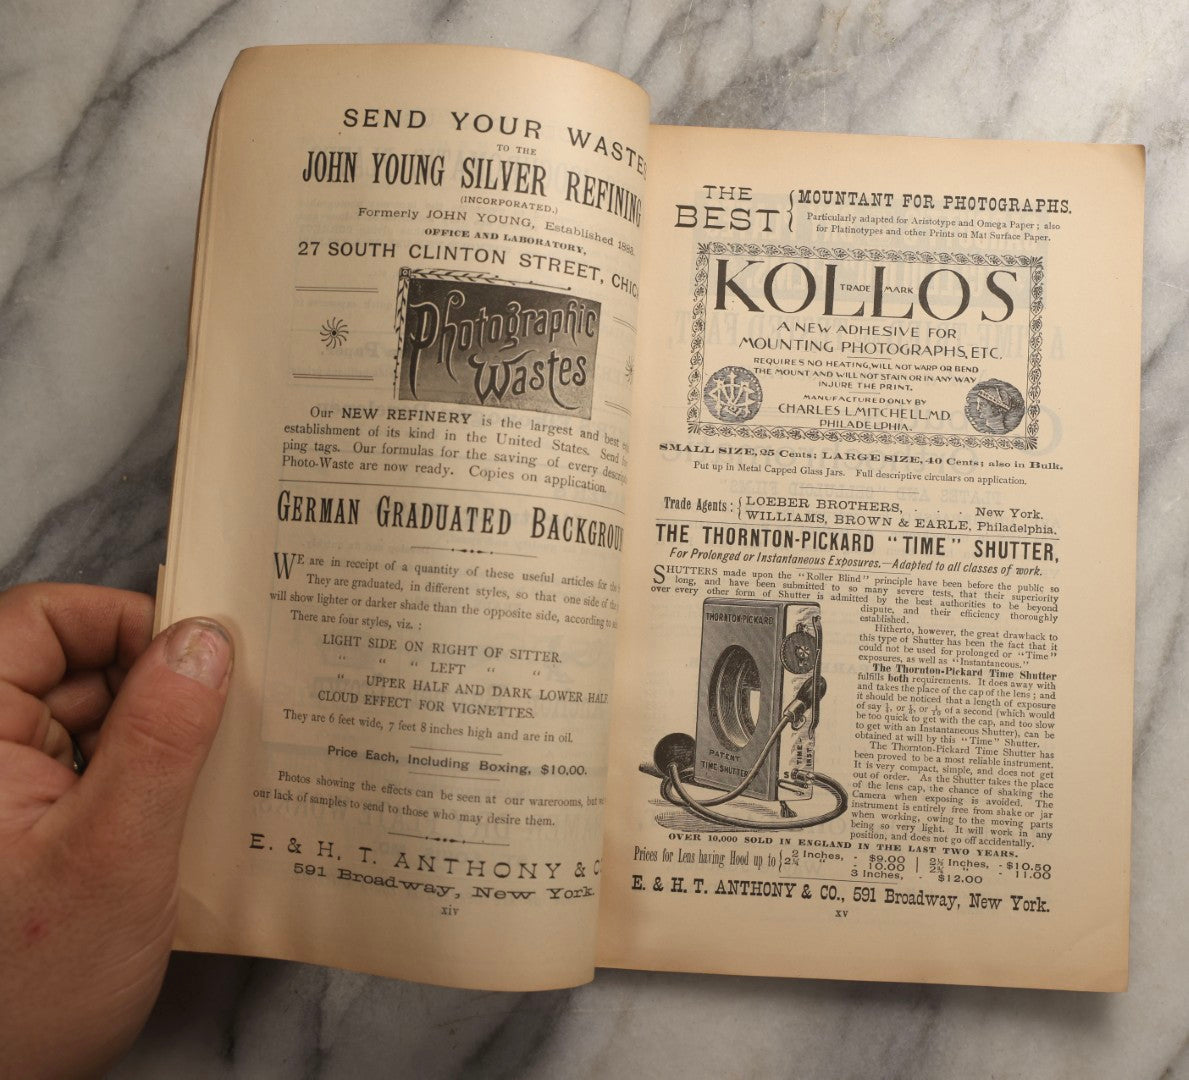 SEND YOUR WASTES
TO THE
JOHN YOUNG SILVER REFINING
(INCORPORATED.)
Formerly JOHN YOUNG, Established
OFFICE AND LABORATORY,
27 SOUTH CLINTON STREET, CHIC
Photographic
Wastes
Our NEW REFINERY is the largest and best
establishment of its kind in the United States. Send
ping tags. Our formulas for the saving of every
Photo-Waste are now ready. Copies on application.
GERMAN GRADUATED BACKGROU
WE are in receipt of a quantity of these useful articles for the
They are graduated, in different styles, so that one side of the
will show lighter or darker shade than the opposite side, according to
There are four styles, viz. :
LIGHT SIDE ON RIGHT OF SITTER.
" " " LEFT "
" UPPER HALF AND DARK LOWER HALF
CLOUD EFFECT FOR VIGNETTES.
They are 6 feet wide, 7 feet 8 inches high and are in oil.
Price Each, Including Boxing, $10.00.
Photos showing the effects can be seen at our warerooms, but
our lack of samples to send to those who may desire them.
E. & H. T. ANTHONY & C
591 Broadway, New York.
xiv
THE BEST { MOUNTANT FOR PHOTOGRAPHS.
Particularly adapted for Aristotype and Omega Paper; also
for Platinotypes and other Prints on Mat Surface Paper.
KOLLOS
TRADE MARK
A NEW ADHESIVE FOR
MOUNTING PHOTOGRAPHS, ETC.
REQUIRES NO HEATING, WILL NOT WARP OR BEND
THE MOUNT AND WILL NOT STAIN OR IN ANY WAY
INJURE THE PRINT.
MANUFACTURED ONLY BY
CHARLES L. MITCHELL, M.D.
PHILADELPHIA.
SMALL SIZE, 25 Cents; LARGE SIZE, 40 Cents; also in Bulk.
Put up in Metal Capped Glass Jars. Full descriptive circulars on application.
Trade Agents: { LOEBER BROTHERS, . . . New York.
WILLIAMS, BROWN & EARLE, Philadelphia.
THE THORNTON-PICKARD "TIME" SHUTTER,
For Prolonged or Instantaneous Exposures.—Adapted to all classes of work.
SHUTTERS made upon the "Roller Blind" principle have been before the public so
long, and have been submitted to so many severe tests, that their superiority
over every other form of Shutter is admitted by the best authorities to be beyond
dispute, and their efficiency thoroughly
established.
Hitherto, however, the great drawback to
this type of Shutter has been the fact that it
could not be used for prolonged or "Time"
exposures, as well as "Instantaneous."
The Thornton-Pickard Time Shutter
fulfills both requirements. It does away with
and takes the place of the cap of the lens; and
it should be noticed that a length of exposure
of say of a second (which would
be too quick to get with the cap, and too slow
to get with an Instantaneous Shutter), can be
obtained at will by this "Time" Shutter.
The Thornton-Pickard Time Shutter has
been proved to be a most reliable instrument.
It is very compact, simple, and does not get
out of order. As the Shutter takes the place
of the lens cap, the chance of shaking the
Camera when exposing is avoided. The
instrument is entirely free from shake or jar
when working, owing to the moving parts
being so very light. It will work in any
position, and does not go off accidentally.
THORNTON-PICKARD
PATENT
TIME SHUTTER
TIME
INST
OVER 10,000 SOLD IN ENGLAND IN THE LAST TWO YEARS.
Prices for Lens having Hood up to { 2 Inches, - $9.00 | 2½ Inches, - $10.50
2¼ " - 10.00 | 2¾ " - 11.00
3 Inches, - $12.00
E. & H. T. ANTHONY & CO., 591 Broadway, New York.
xv